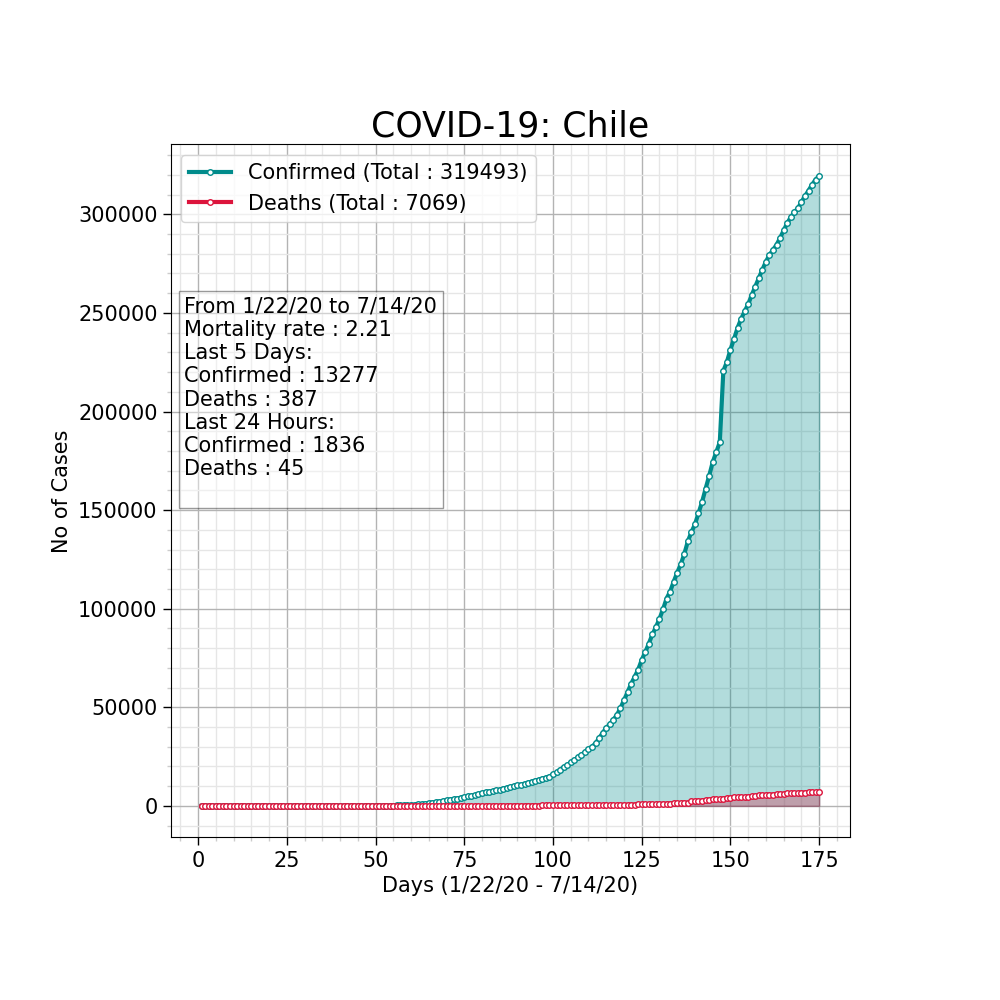 COVID-19: Chile
Confirmed (Total : 319493)
Deaths (Total : 7069)
From 1/22/20 to 7/14/20
Mortality rate : 2.21
Last 5 Days:
Confirmed : 13277
Deaths : 387
Last 24 Hours:
Confirmed : 1836
Deaths : 45
No of Cases
300000
250000
200000
150000
100000
50000
0
0 25 50 75 100 125 150 175
Days (1/22/20 - 7/14/20)